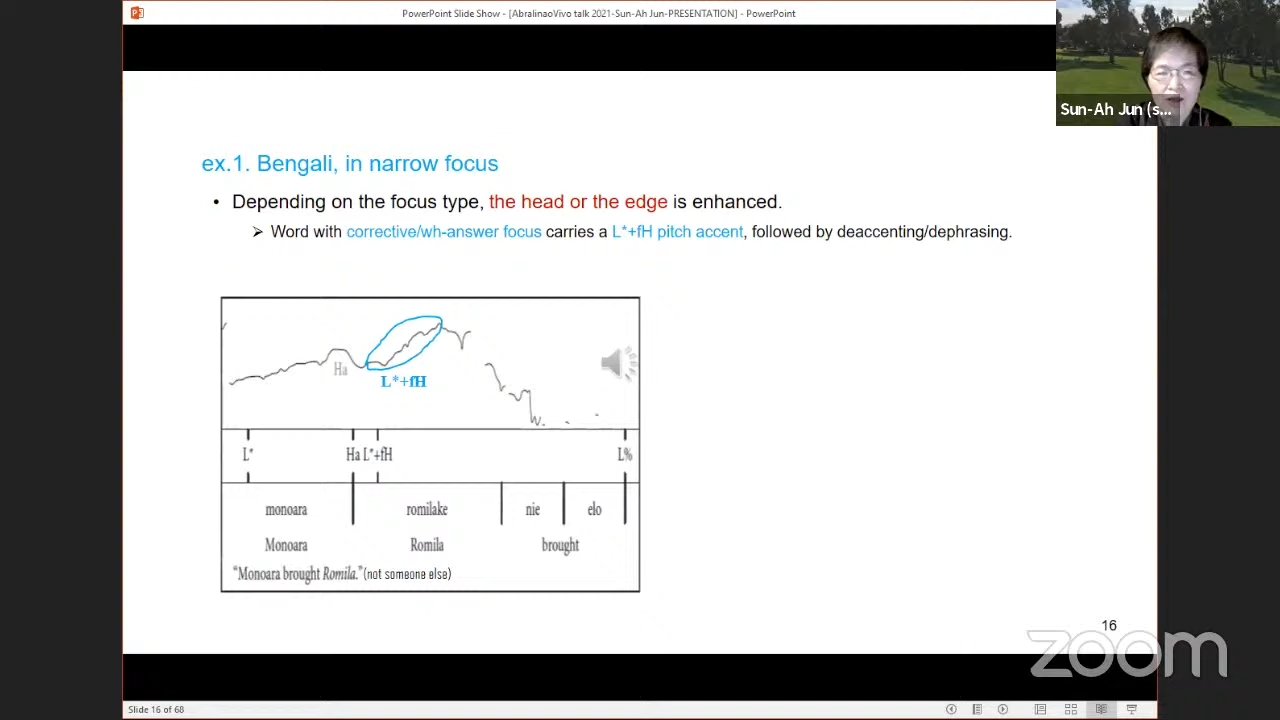 PowerPoint Slide Show - [AbralinaoVivo talk 2021-Sun-Ah Jun-PRESENTATION] - PowerPoint
Sun-Ah Jun (s...
ex.1. Bengali, in narrow focus
• Depending on the focus type, the head or the edge is enhanced.
➢ Word with corrective/wh-answer focus carries a L*+fH pitch accent, followed by deaccenting/dephrasing.
Ha
L*+fH
L* Ha L*+fH L%
monoara romilake nie elo
Monoara Romila brought
“Monoara brought Romila.” (not someone else)
16
zoom
Slide 16 of 68